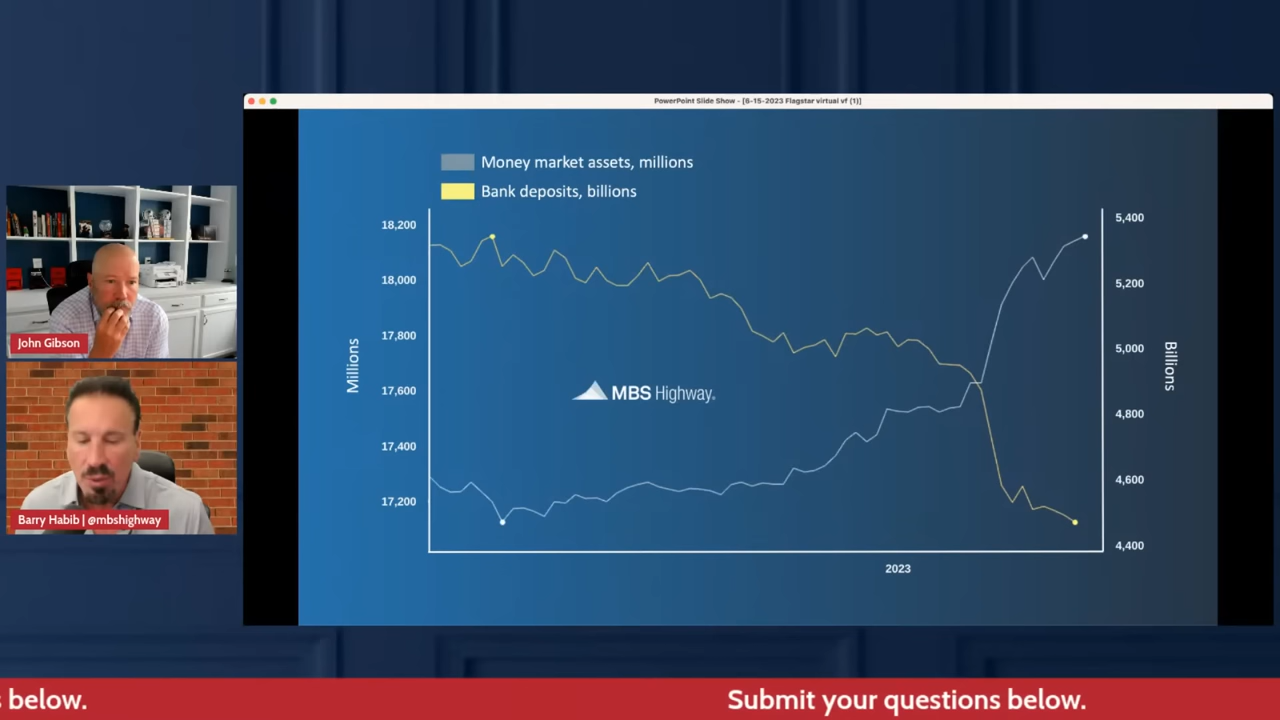 PowerPoint Slide Show - [6-15-2023 Flagstar virtual vf (1)]
Money market assets, millions
Bank deposits, billions
18,200
18,000
17,800
17,600
17,400
17,200
Millions
5,400
5,200
5,000
4,800
4,600
4,400
Billions
MBS Highway®
2023
John Gibson
Barry Habib | @mbshighway
s below.
Submit your questions below.